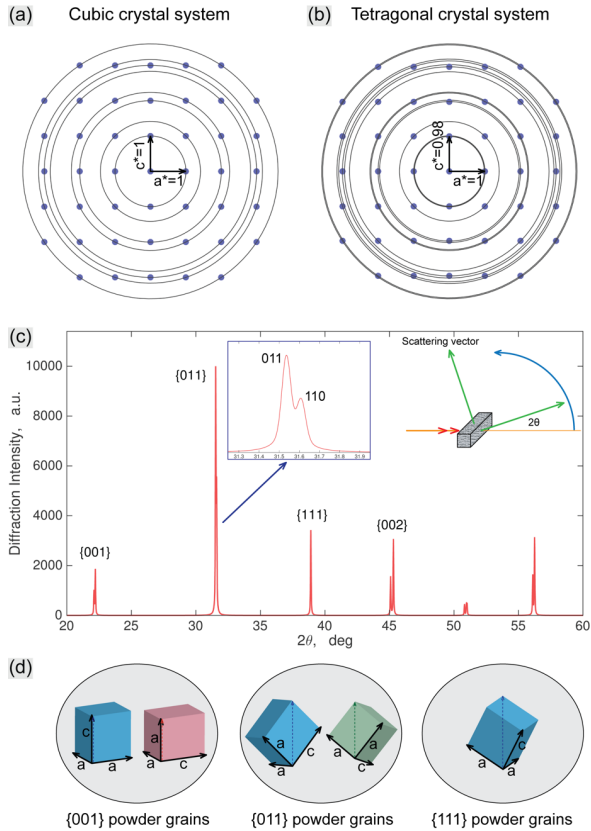 (a) Cubic crystal system
(b) Tetragonal crystal system
c*=1
a*=1
c*=0.98
a*=1
(c)
Diffraction Intensity, a.u.
10000
8000
6000
4000
2000
0
20 25 30 35 40 45 50 55 60
2θ, deg
{001}
{011}
{111}
{002}
011
110
31.3 31.4 31.5 31.6 31.7 31.8 31.9
Scattering vector
2θ
(d)
c
a
a
a
a
c
a
a
c
a
a
c
a
c
a
{001} powder grains
{011} powder grains
{111} powder grains